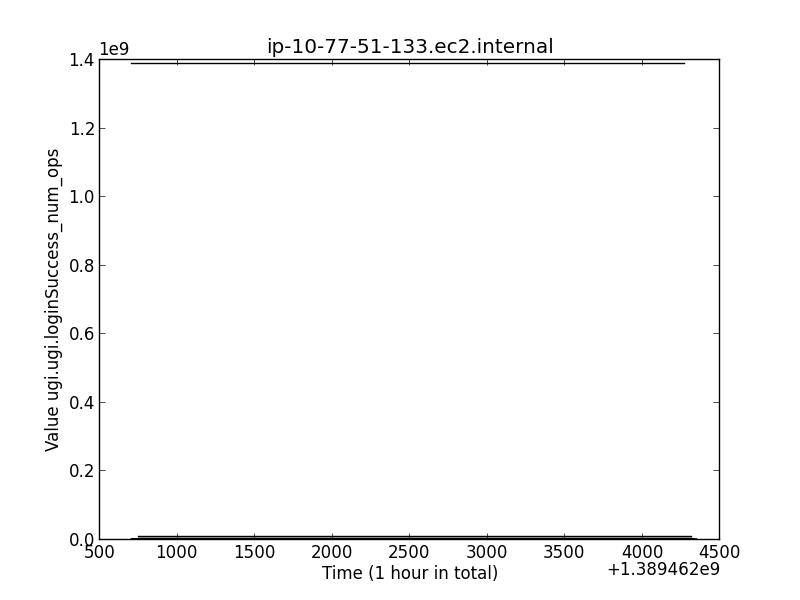 ip-10-77-51-133.ec2.internal
1e9
1.4
1.2
1.0
0.8
0.6
0.4
0.2
0.0
Value ugi.ugi.loginSuccess_num_ops
500 1000 1500 2000 2500 3000 3500 4000 4500
Time (1 hour in total)
+1.389462e9